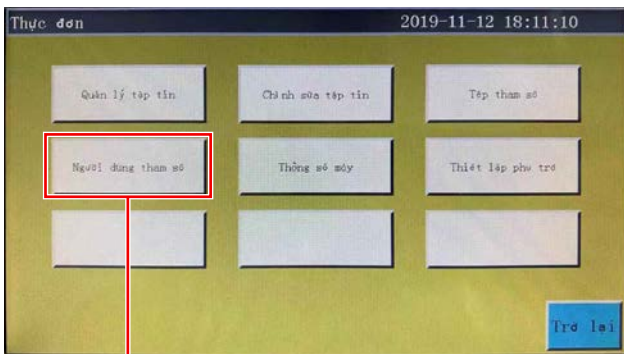 Thực đơn
2019-11-12 18:11:10
Quản lý tập tin
Chỉnh sửa tập tin
Tệp tham số
Người dùng tham số
Thông số máy
Thiết lập phụ trợ
Trở lại